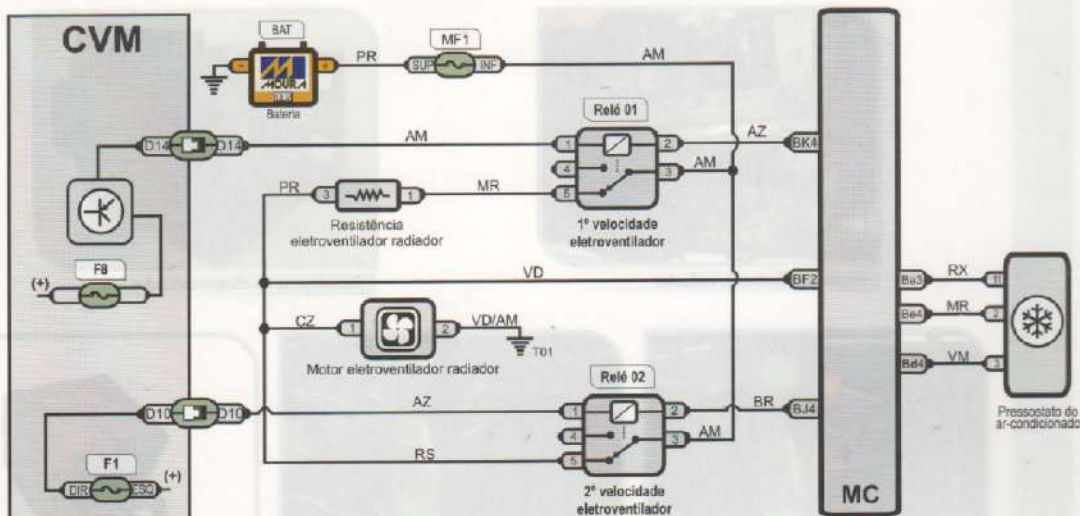 CVM
BAT
- +
MOURA
Bateria
PR
MF1
SUP INF
AM
Relé 01
D14 D14
AM
1 2
AZ
BK4
4
3
AM
PR
3 1
MR
5
Resistência
eletroventilador radiador
1ª velocidade
eletroventilador
F8
(+)
VD
BF2
Ba3
RX
11
Be4
MR
2
Bd4
VM
3
Pressostato do
ar-condicionado
CZ
1 2
VD/AM
T01
Motor eletroventilador radiador
Relé 02
D10 D10
AZ
1 2
BR
BJ4
4
3
AM
RS
5
F1
DIR ESQ
(+)
2ª velocidade
eletroventilador
MC